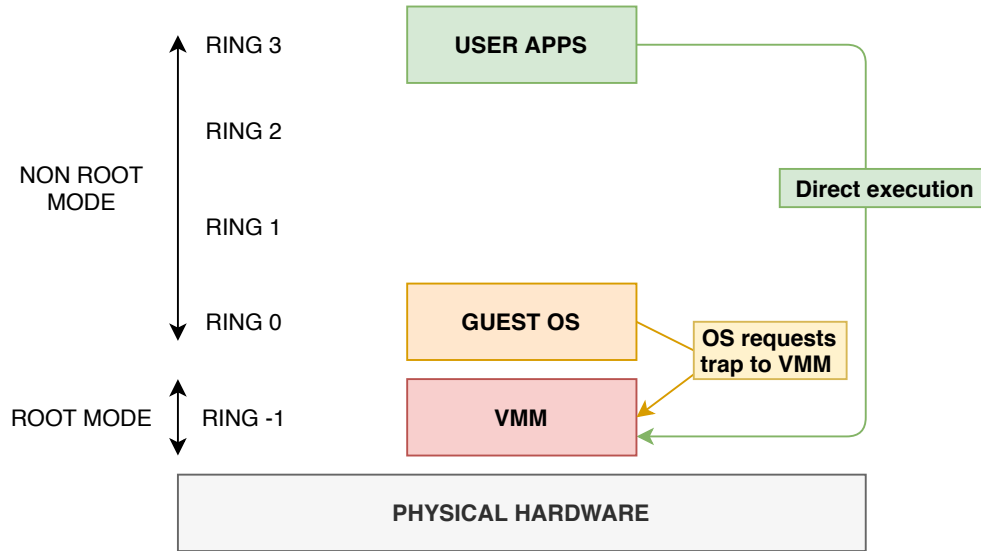 RING 3
USER APPS
RING 2
NON ROOT
MODE
Direct execution
RING 1
RING 0
GUEST OS
OS requests
trap to VMM
ROOT MODE
RING -1
VMM
PHYSICAL HARDWARE